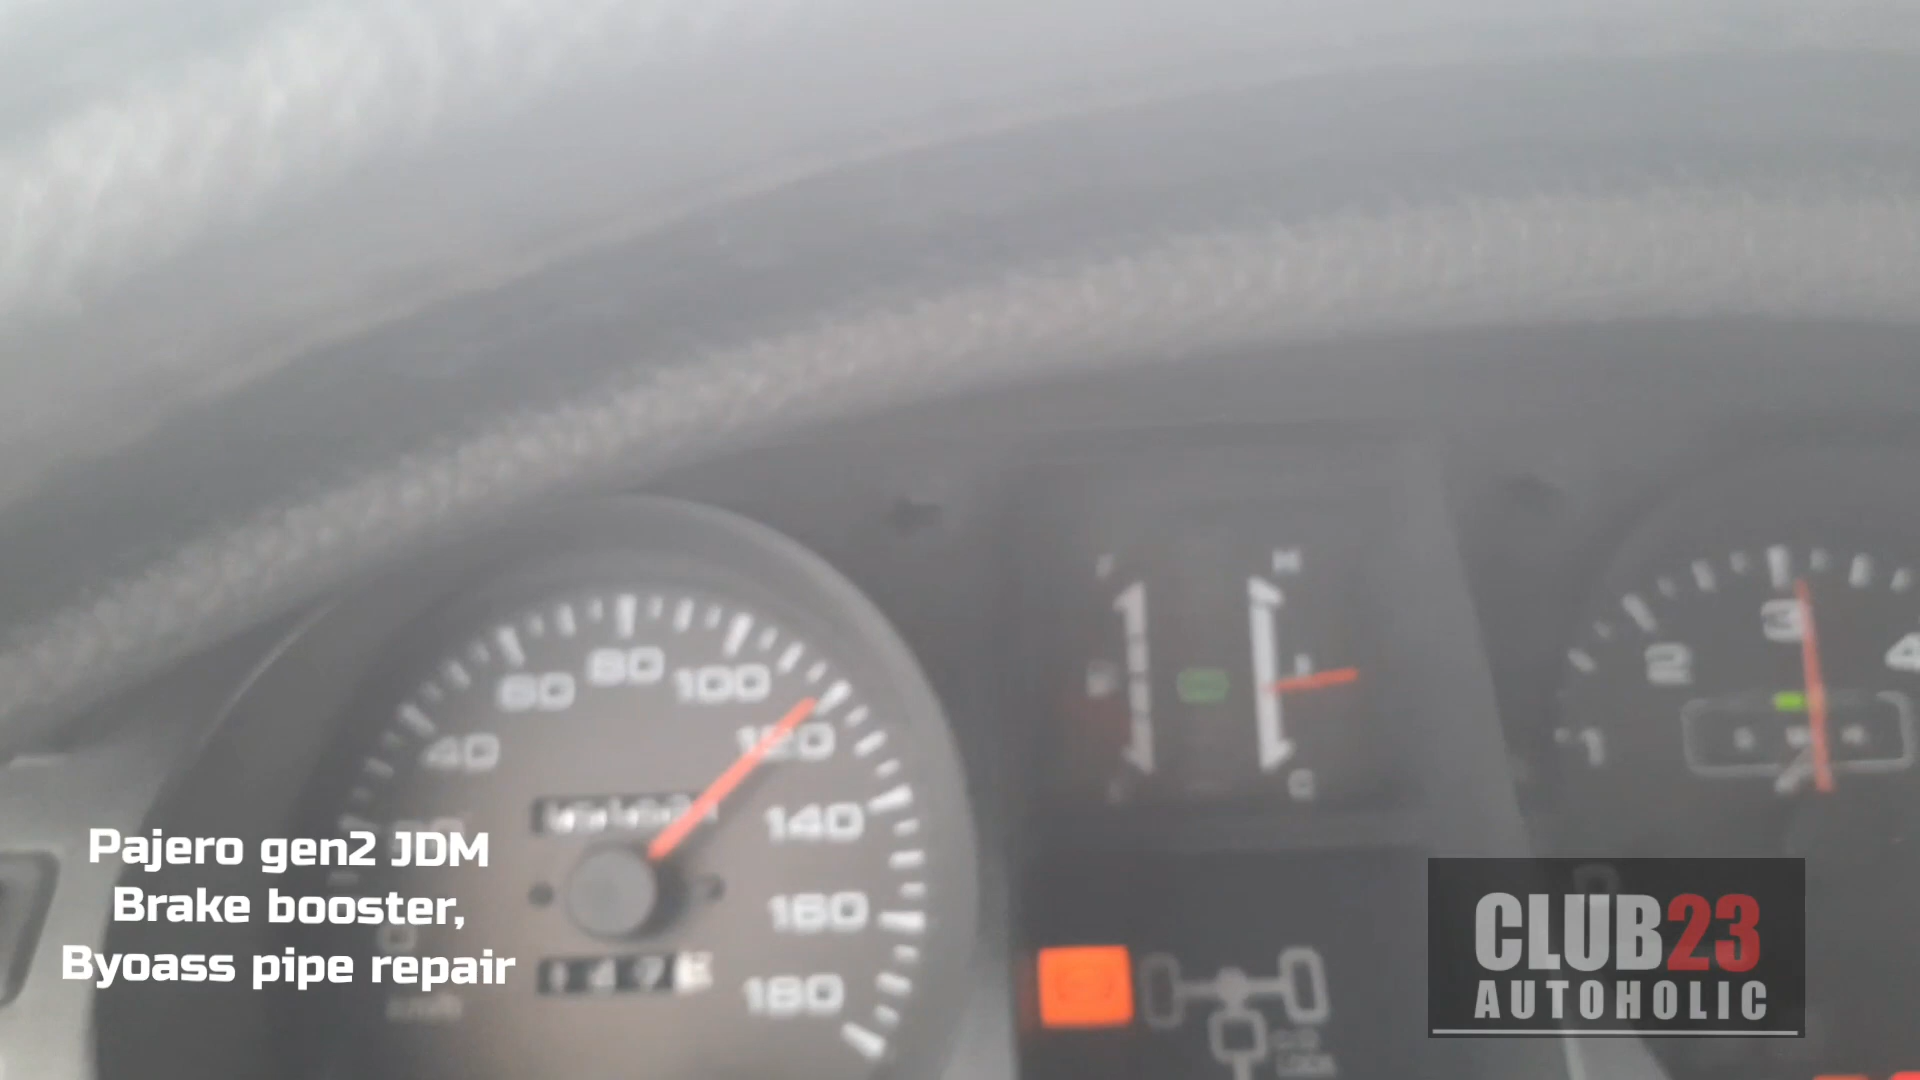 F
H
C
40
60
80
100
120
140
160
180
1
2
3
4
Pajero gen2 JDM
Brake booster,
Byoass pipe repair
CLUB23
AUTOHOLIC